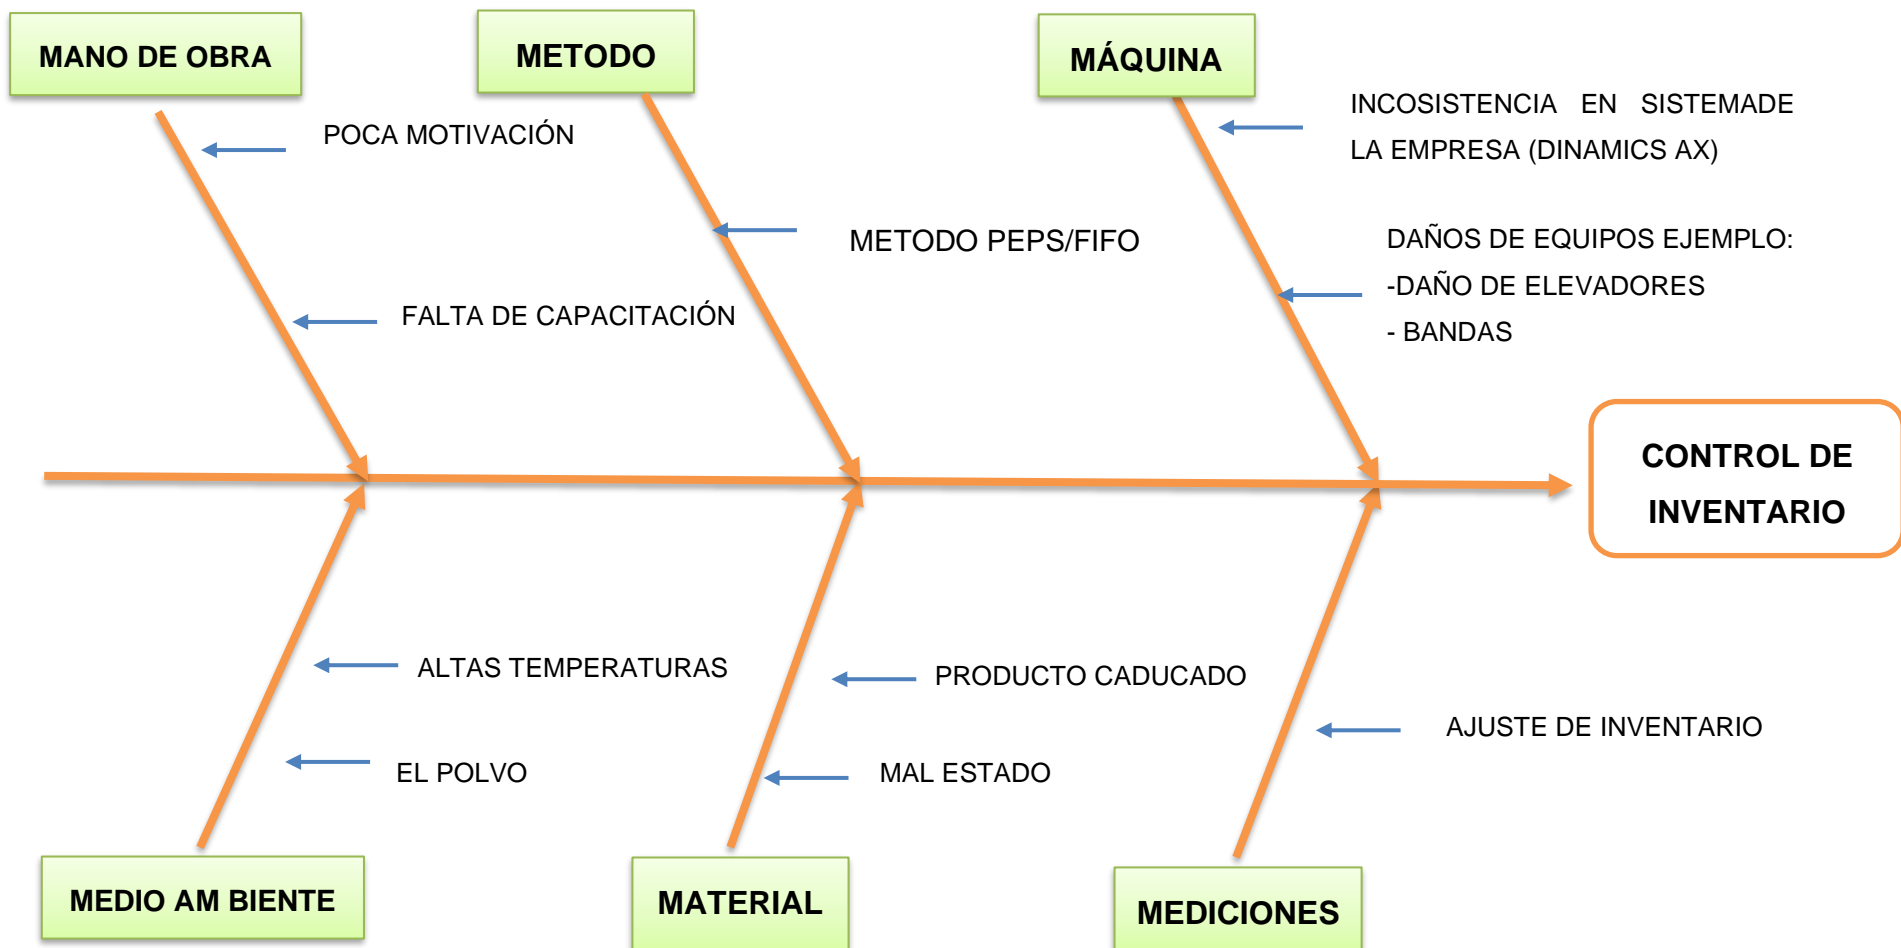 MANO DE OBRA
METODO
MÁQUINA
POCA MOTIVACIÓN
INCOSISTENCIA EN SISTEMADE
LA EMPRESA (DINAMICS AX)
METODO PEPS/FIFO
DAÑOS DE EQUIPOS EJEMPLO:
-DAÑO DE ELEVADORES
- BANDAS
FALTA DE CAPACITACIÓN
CONTROL DE
INVENTARIO
ALTAS TEMPERATURAS
PRODUCTO CADUCADO
AJUSTE DE INVENTARIO
EL POLVO
MAL ESTADO
MEDIO AM BIENTE
MATERIAL
MEDICIONES